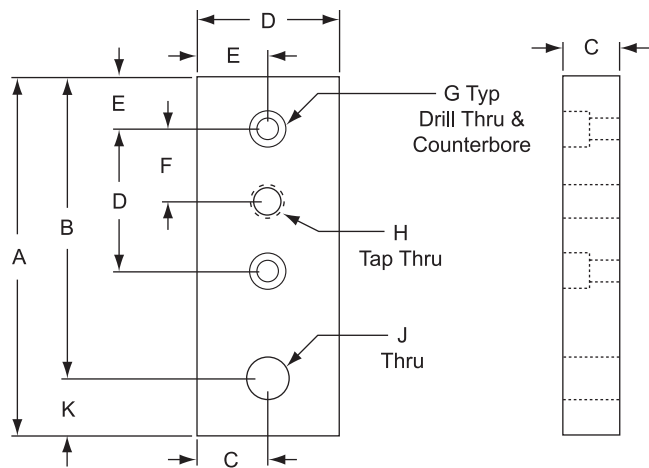 D
C
E
E
G Typ
Drill Thru &
Counterbore
F
D
B
H
Tap Thru
A
J
Thru
K
C